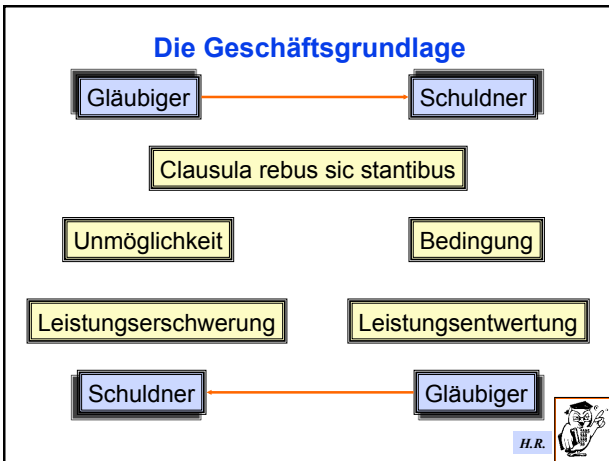 Die Geschäftsgrundlage
Gläubiger Schuldner
Clausula rebus sic stantibus
Unmöglichkeit Bedingung
Leistungserschwerung Leistungsentwertung
Schuldner Gläubiger
H.R.